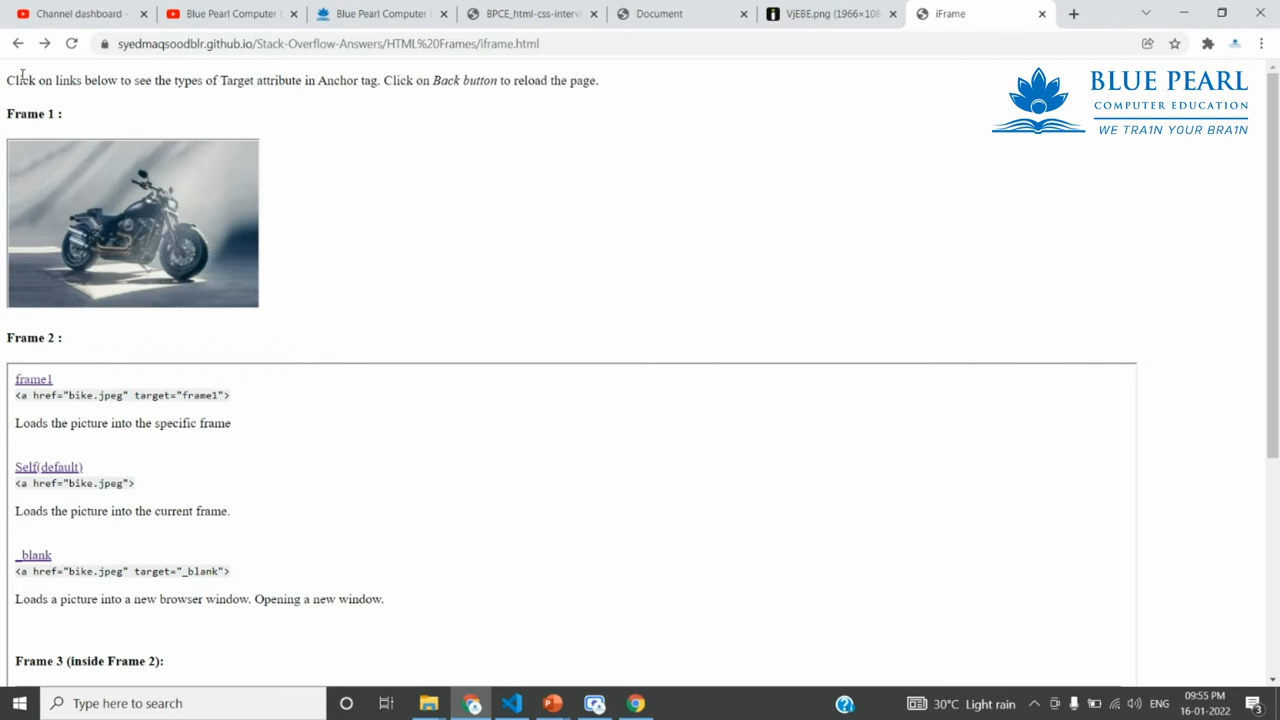 Channel dashboard -
Blue Pearl Computer
Blue Pearl Computer
BPCE_html-css-interv
Document
VjEBE.png (1966×108
iFrame
syedmaqsoodblr.github.io/Stack-Overflow-Answers/HTML%20Frames/iframe.html
Click on links below to see the types of Target attribute in Anchor tag. Click on Back button to reload the page.
BLUE PEARL
COMPUTER EDUCATION
WE TRA1N YOUR BRA1N
Frame 1 :
Frame 2 :
frame1
<a href="bike.jpeg" target="frame1">
Loads the picture into the specific frame
Self(default)
<a href="bike.jpeg">
Loads the picture into the current frame.
_blank
<a href="bike.jpeg" target="_blank">
Loads a picture into a new browser window. Opening a new window.
Frame 3 (inside Frame 2):
Type here to search
30°C Light rain
ENG
09:55 PM
16-01-2022
3